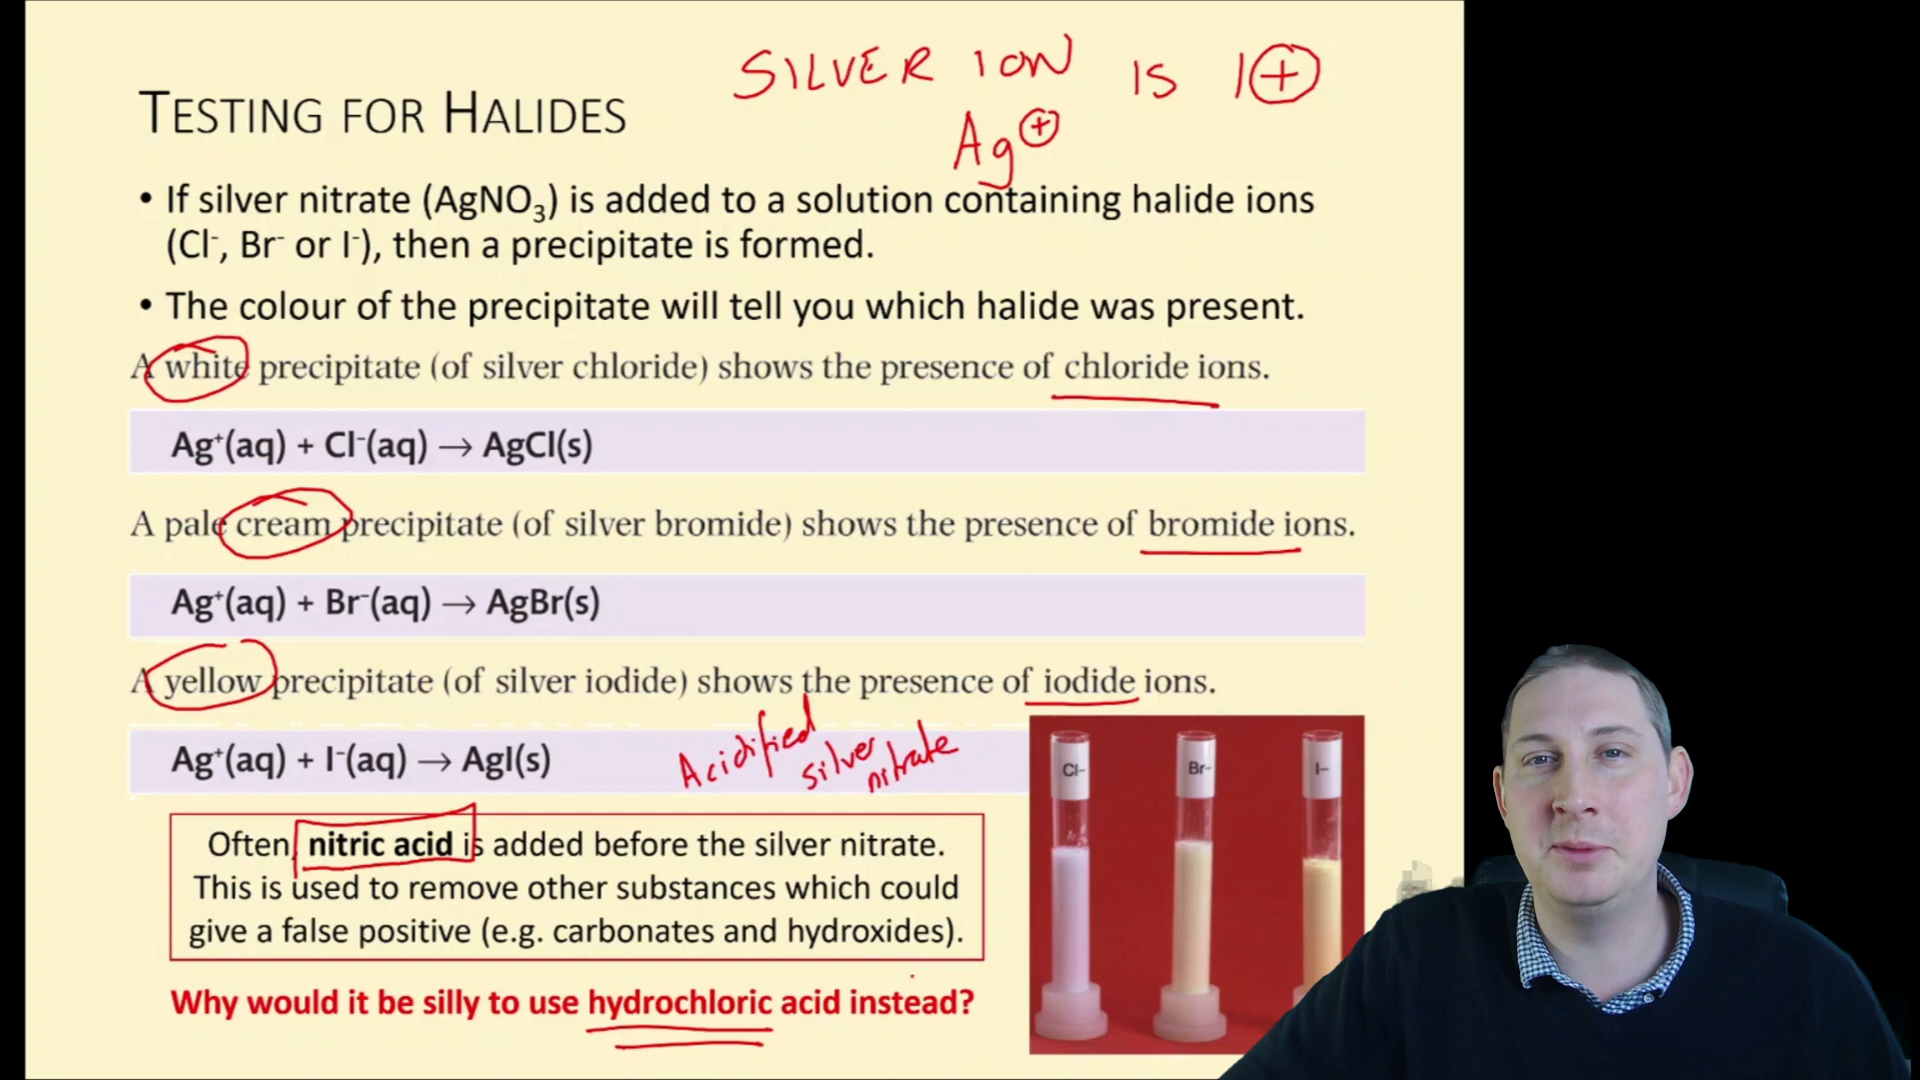 SILVER ION IS 1+
Ag+
TESTING FOR HALIDES
• If silver nitrate (AgNO₃) is added to a solution containing halide ions
(Cl⁻, Br⁻ or I⁻), then a precipitate is formed.
• The colour of the precipitate will tell you which halide was present.
A white precipitate (of silver chloride) shows the presence of chloride ions.
Ag⁺(aq) + Cl⁻(aq) → AgCl(s)
A pale cream precipitate (of silver bromide) shows the presence of bromide ions.
Ag⁺(aq) + Br⁻(aq) → AgBr(s)
A yellow precipitate (of silver iodide) shows the presence of iodide ions.
Ag⁺(aq) + I⁻(aq) → AgI(s)
Acidified silver nitrate
Often, nitric acid is added before the silver nitrate.
This is used to remove other substances which could
give a false positive (e.g. carbonates and hydroxides).
Why would it be silly to use hydrochloric acid instead?
Cl-
Br-
I-